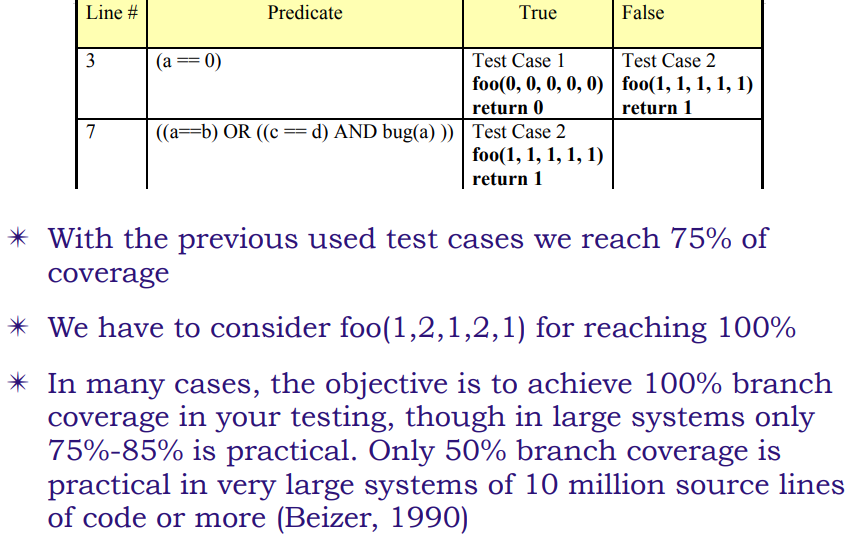 Line # Predicate True False
3 (a == 0) Test Case 1 Test Case 2
foo(0, 0, 0, 0, 0) foo(1, 1, 1, 1, 1)
return 0 return 1
7 ((a==b) OR ((c == d) AND bug(a) )) Test Case 2
foo(1, 1, 1, 1, 1)
return 1
✴ With the previous used test cases we reach 75% of
coverage
✴ We have to consider foo(1,2,1,2,1) for reaching 100%
✴ In many cases, the objective is to achieve 100% branch
coverage in your testing, though in large systems only
75%-85% is practical. Only 50% branch coverage is
practical in very large systems of 10 million source lines
of code or more (Beizer, 1990)